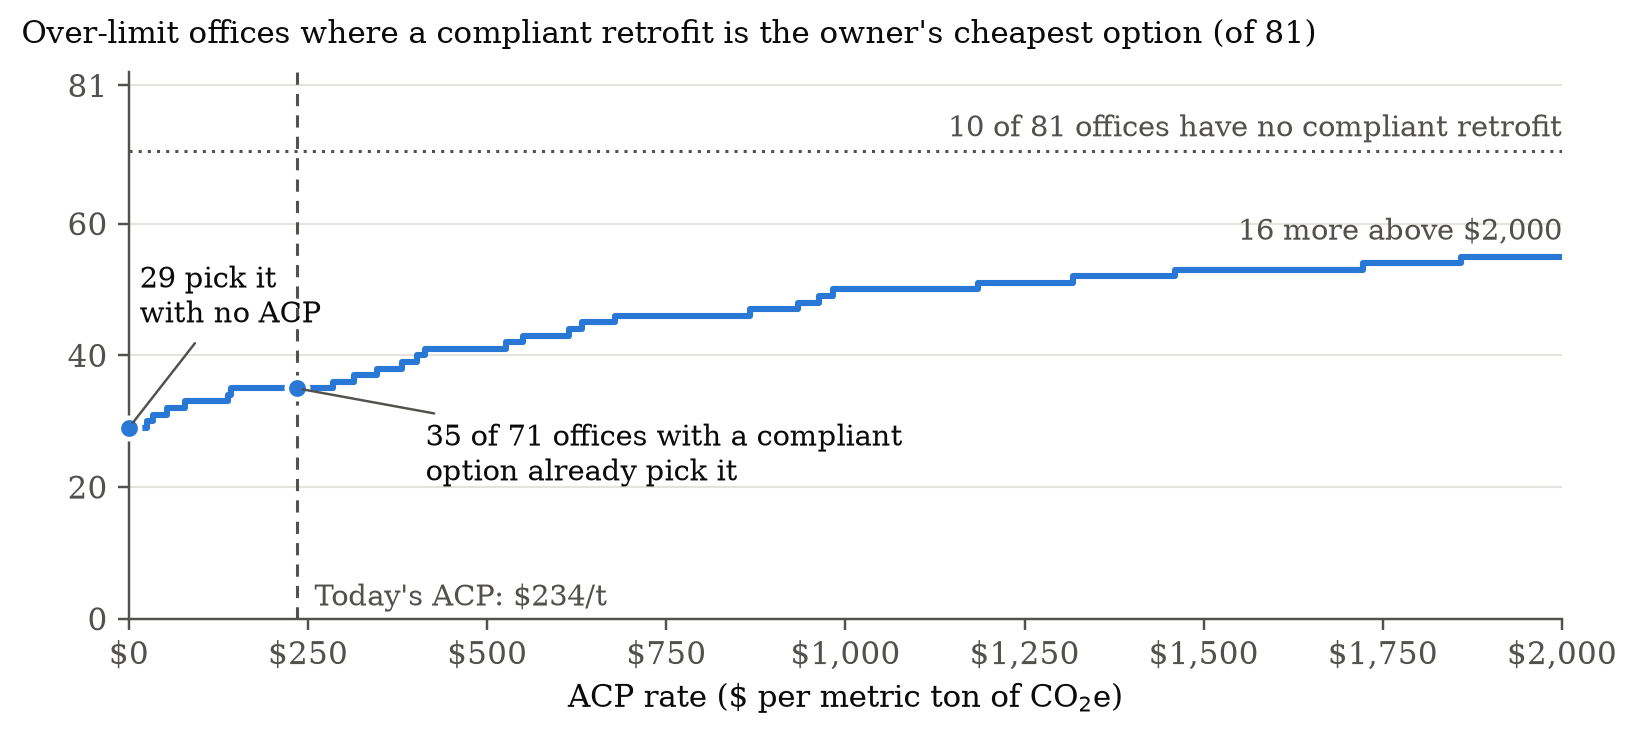 Over-limit offices where a compliant retrofit is the owner's cheapest option (of 81)
81
10 of 81 offices have no compliant retrofit
60
16 more above $2,000
29 pick it
with no ACP
40
35 of 71 offices with a compliant
option already pick it
20
Today's ACP: $234/t
0
$0 $250 $500 $750 $1,000 $1,250 $1,500 $1,750 $2,000
ACP rate ($ per metric ton of CO₂e)